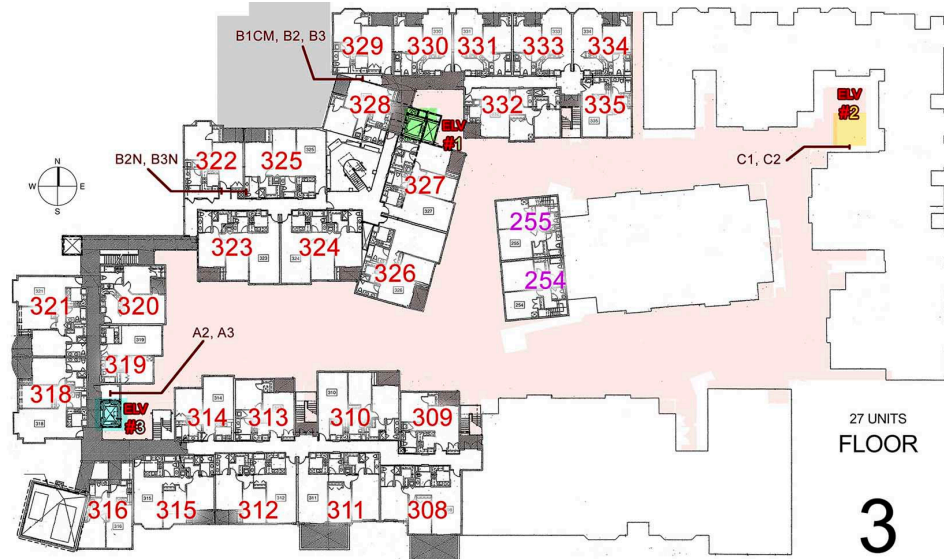 B1CM, B2, B3
329
330
331
333
334
328
332
335
ELV
#1
ELV
#2
C1, C2
322
325
B2N, B3N
327
N
W E
S
323
324
326
255
254
321
320
A2, A3
319
318
ELV
#3
314
313
310
309
316
315
312
311
308
27 UNITS
FLOOR
3